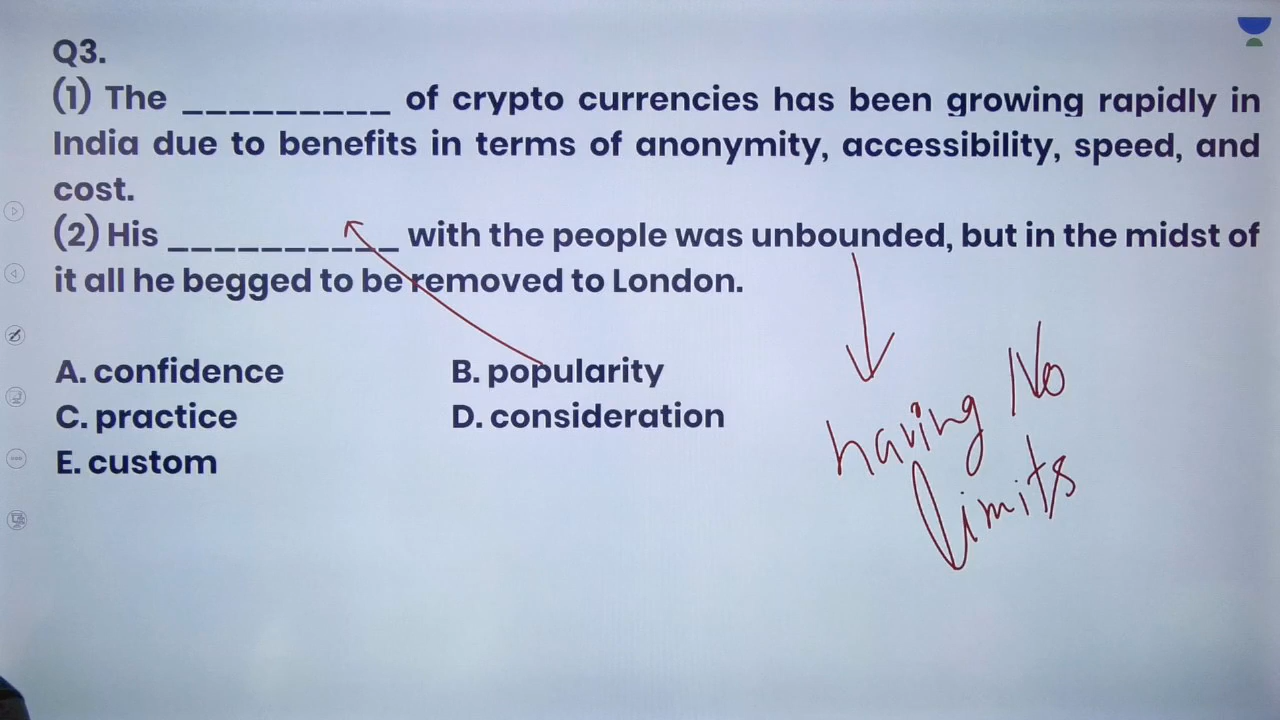 Q3.
(1) The _________ of crypto currencies has been growing rapidly in
India due to benefits in terms of anonymity, accessibility, speed, and
cost.
(2) His __________ with the people was unbounded, but in the midst of
it all he begged to be removed to London.
A. confidence B. popularity
C. practice D. consideration
E. custom
having No
limits